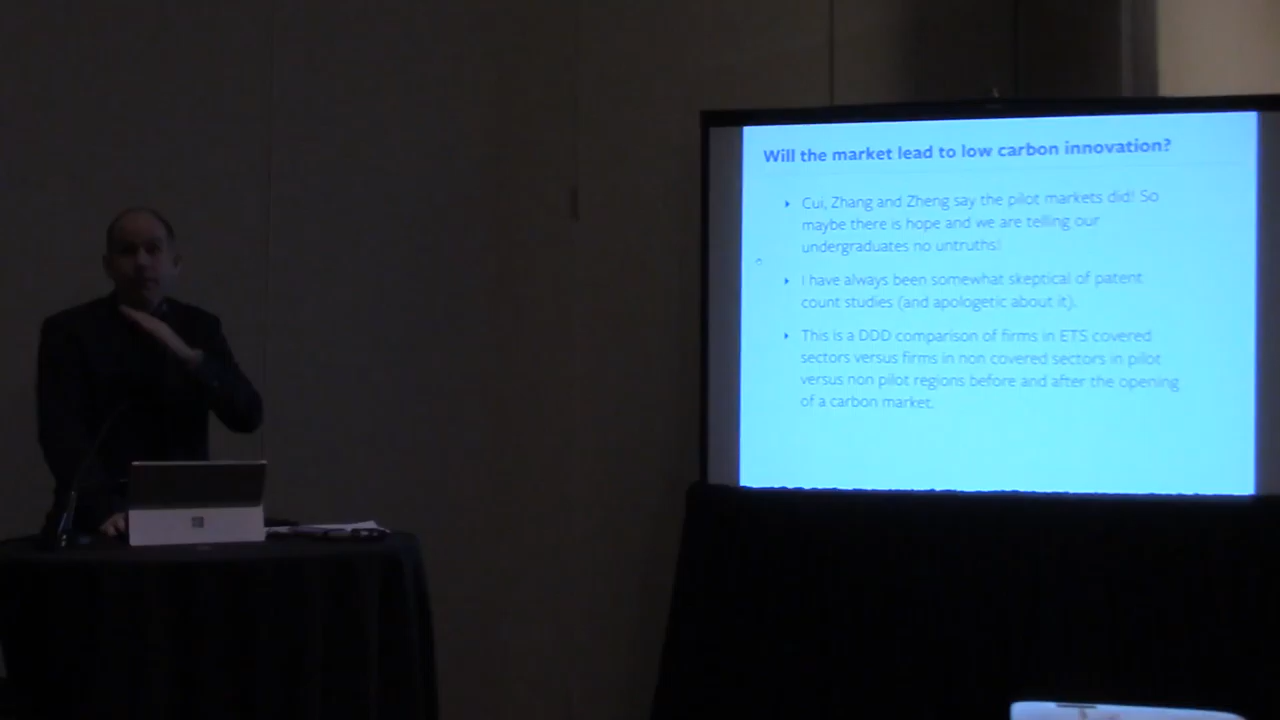 Will the market lead to low carbon innovation?
Cui, Zhang and Zheng say the pilot markets did! So
maybe there is hope and we are telling our
undergraduates no untruths!
I have always been somewhat skeptical of patent
count studies (and apologetic about it).
This is a DDD comparison of firms in ETS covered
sectors versus firms in non covered sectors in pilot
versus non pilot regions before and after the opening
of a carbon market.